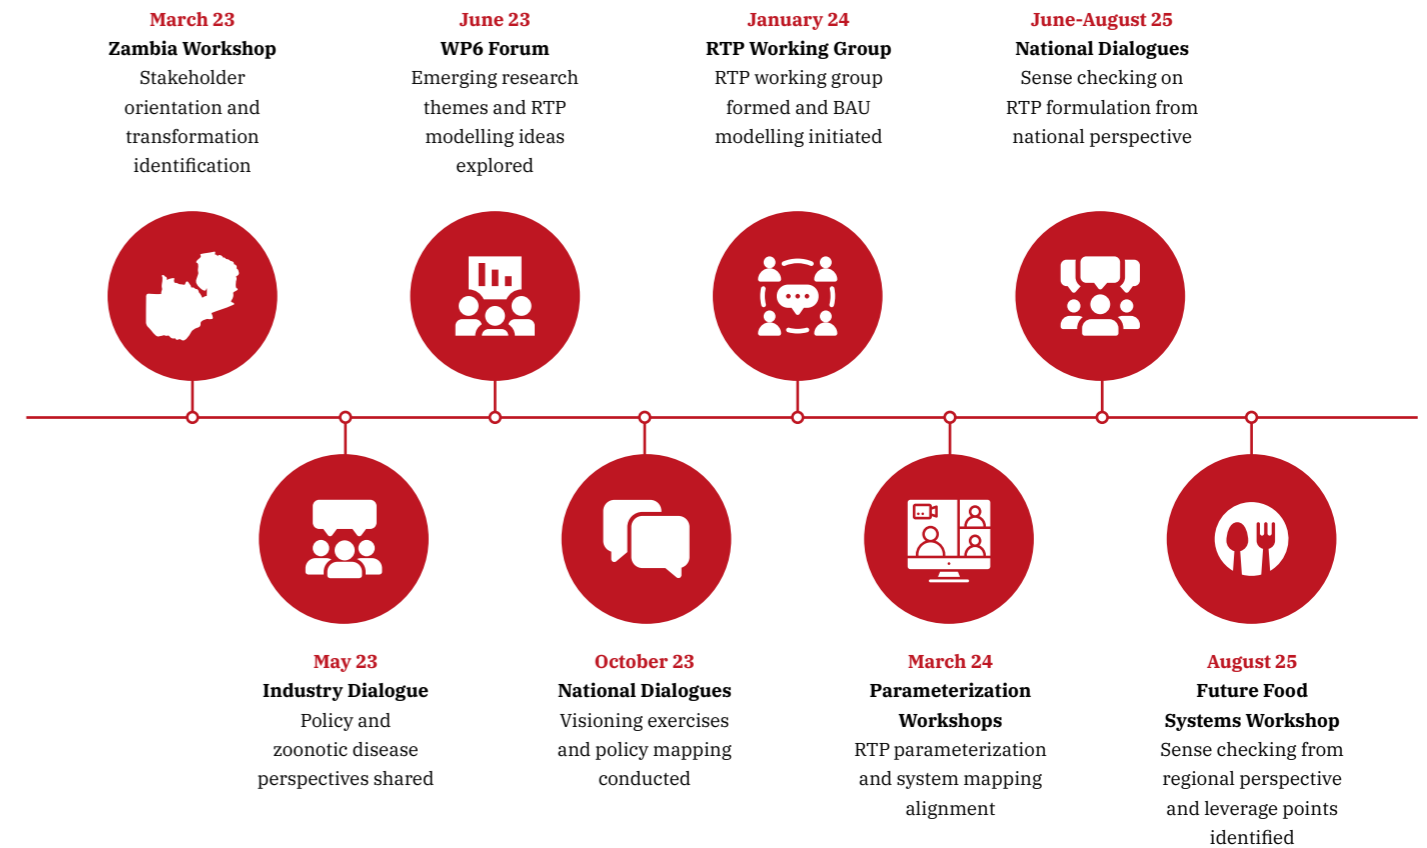 March 23
Zambia Workshop
Stakeholder
orientation and
transformation
identification
June 23
WP6 Forum
Emerging research
themes and RTP
modelling ideas
explored
January 24
RTP Working Group
RTP working group
formed and BAU
modelling initiated
June-August 25
National Dialogues
Sense checking on
RTP formulation from
national perspective
May 23
Industry Dialogue
Policy and
zoonotic disease
perspectives shared
October 23
National Dialogues
Visioning exercises
and policy mapping
conducted
March 24
Parameterization
Workshops
RTP parameterization
and system mapping
alignment
August 25
Future Food
Systems Workshop
Sense checking from
regional perspective
and leverage points
identified